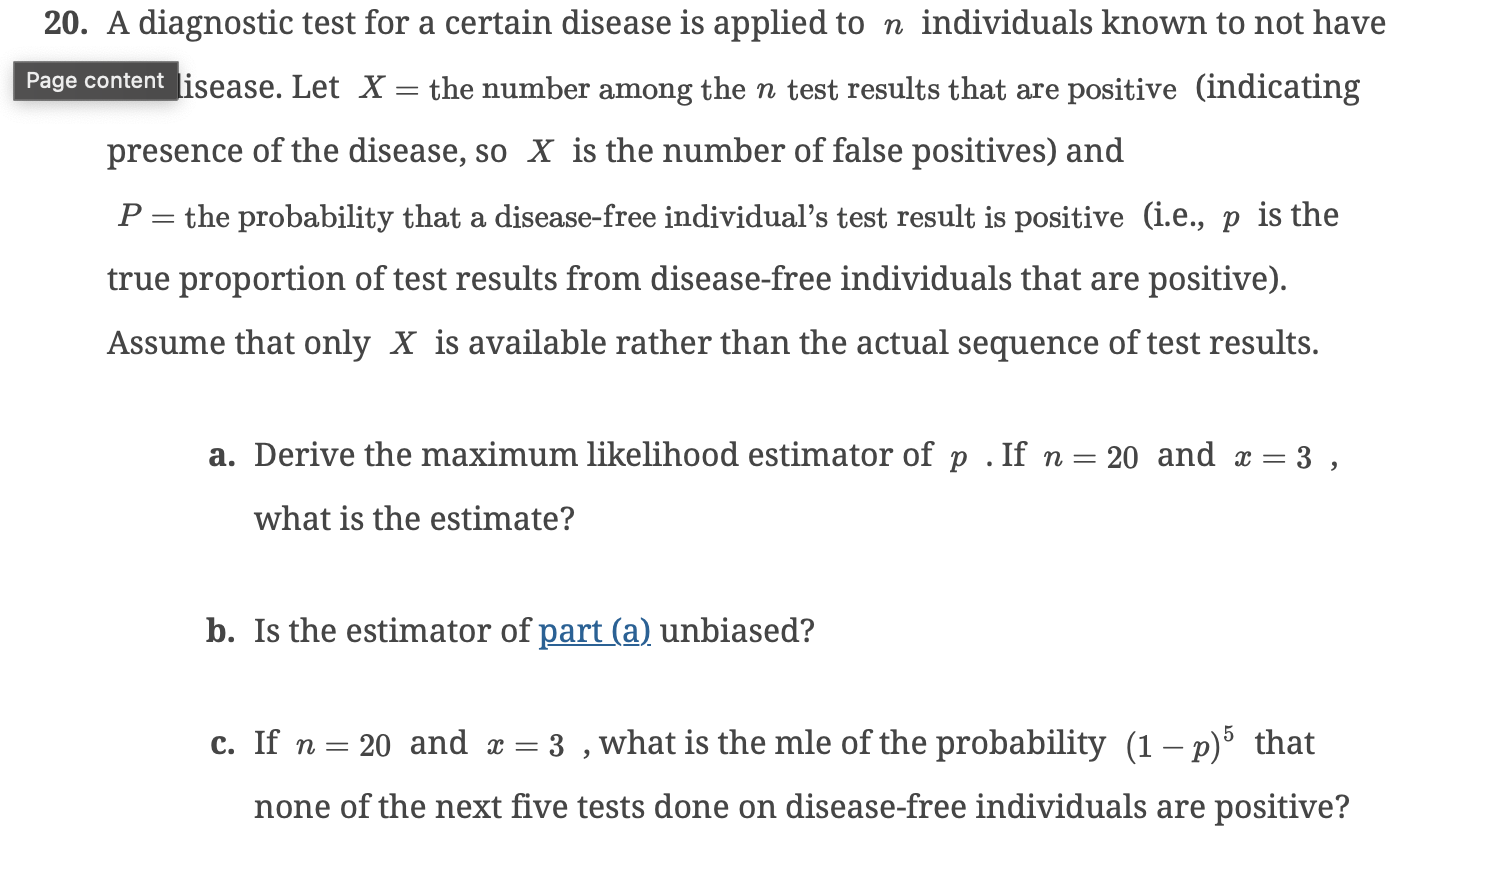 20. A diagnostic test for a certain disease is applied to n individuals known to not have
Page content disease. Let X = the number among the n test results that are positive (indicating
presence of the disease, so X is the number of false positives) and
P = the probability that a disease-free individual's test result is positive (i.e., p is the
true proportion of test results from disease-free individuals that are positive).
Assume that only X is available rather than the actual sequence of test results.
a. Derive the maximum likelihood estimator of p . If n = 20 and x = 3 ,
what is the estimate?
b. Is the estimator of part (a) unbiased?
c. If n = 20 and x = 3 , what is the mle of the probability (1 – p)⁵ that
none of the next five tests done on disease-free individuals are positive?